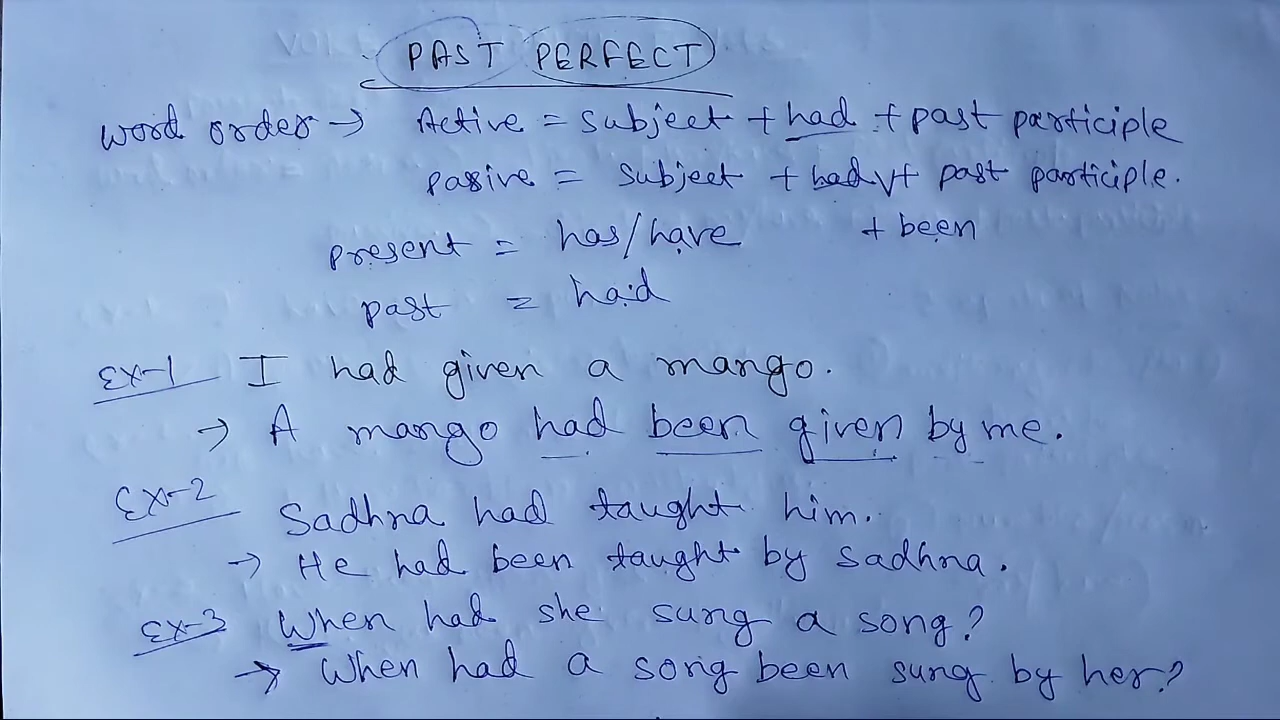 PAST PERFECT
word order → Active = subject + had + past participle
passive = subject + had + past participle.
+ been
present = has/have
past = had
Ex-1 I had given a mango.
→ A mango had been given by me.
Ex-2 Sadhna had taught him.
→ He had been taught by Sadhna.
Ex-3 When had she sung a song?
→ When had a song been sung by her?